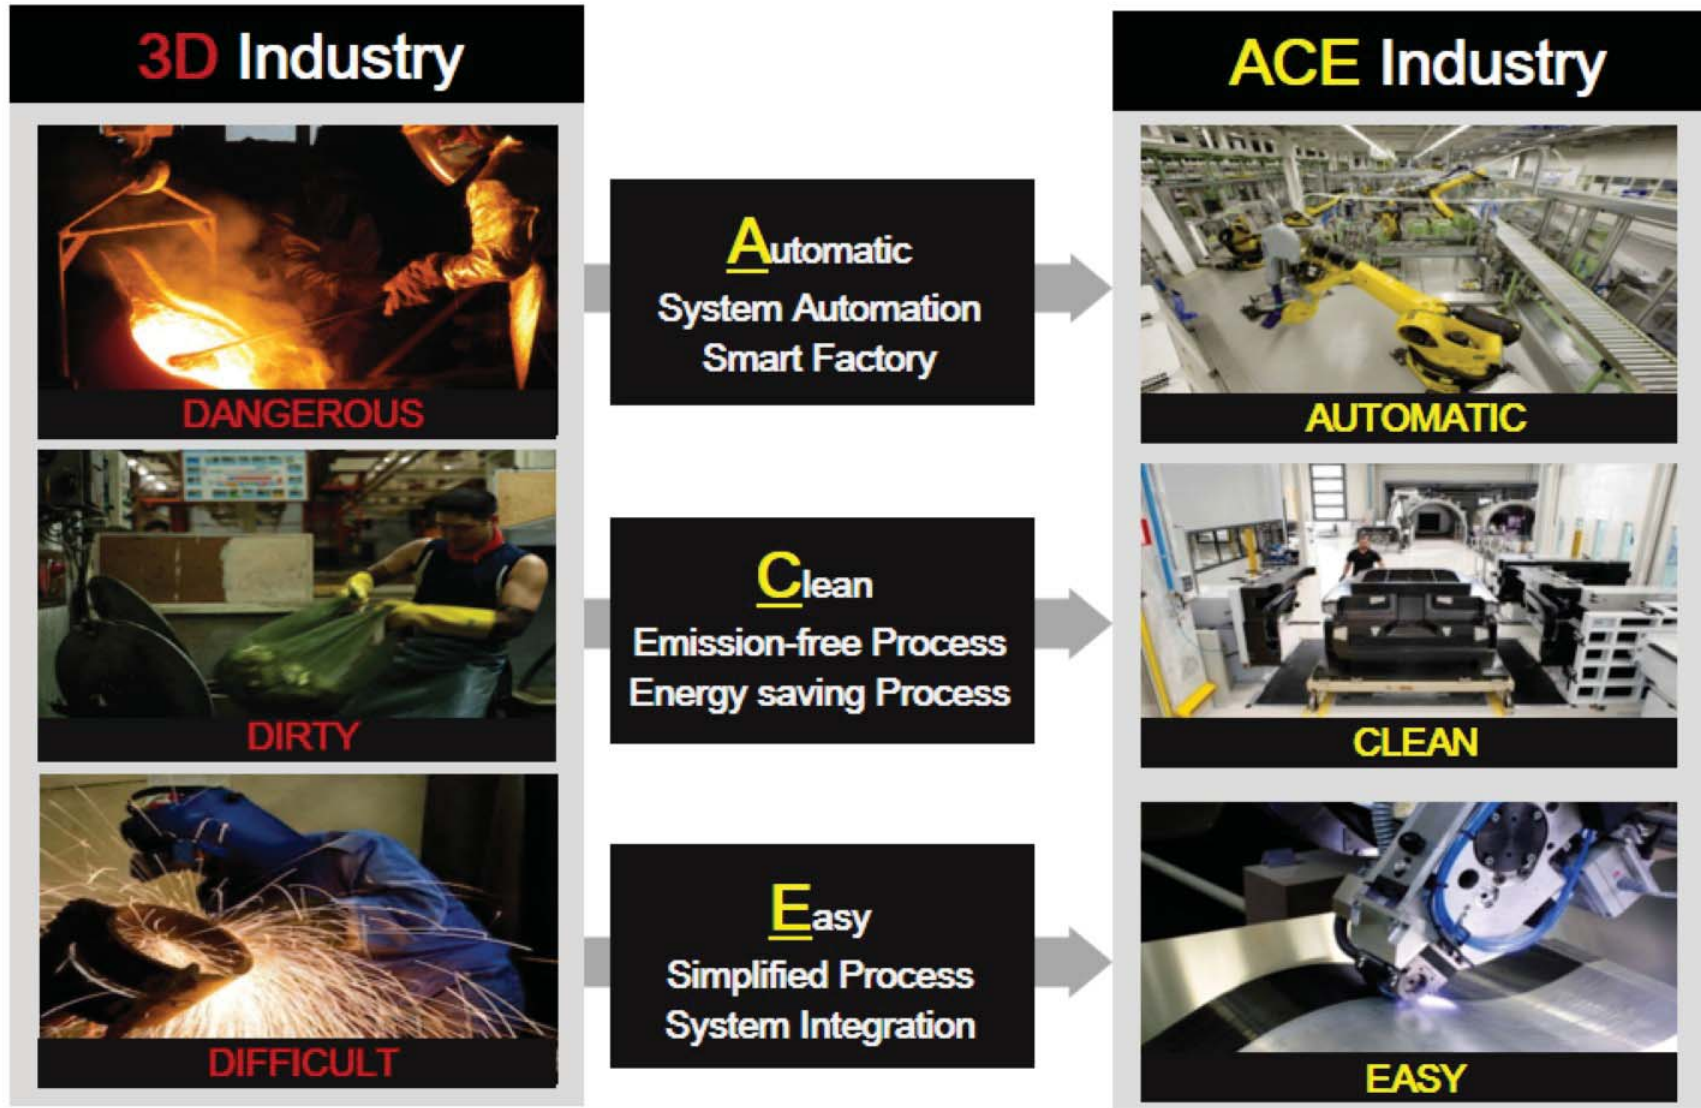 3D Industry
DANGEROUS
DIRTY
DIFFICULT
Automatic
System Automation
Smart Factory
Clean
Emission-free Process
Energy saving Process
Easy
Simplified Process
System Integration
ACE Industry
AUTOMATIC
CLEAN
EASY